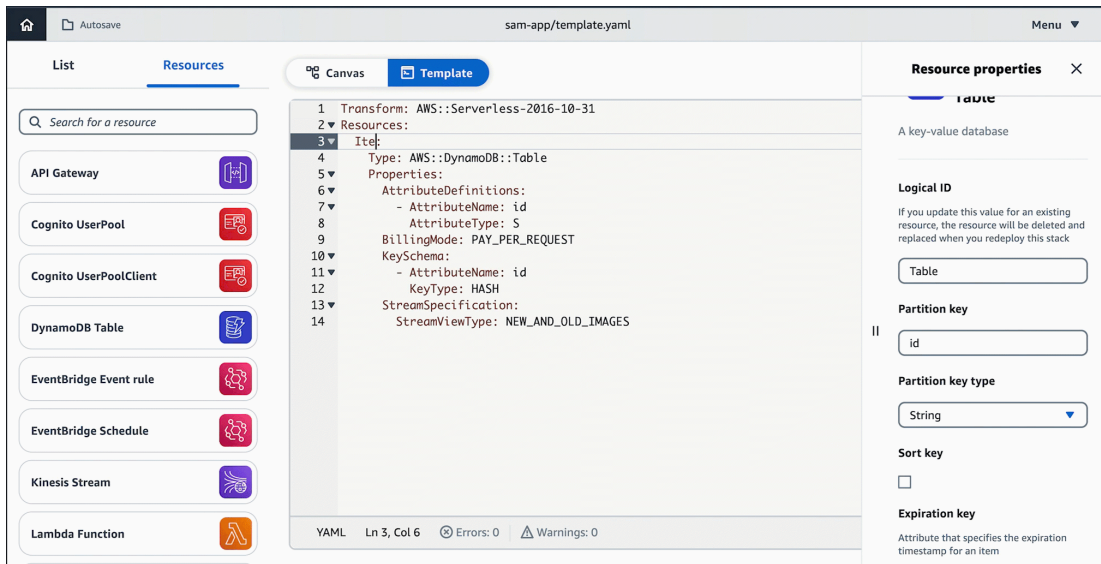 Autosave
sam-app/template.yaml
Menu ▼
List
Resources
Search for a resource
API Gateway
Cognito UserPool
Cognito UserPoolClient
DynamoDB Table
EventBridge Event rule
EventBridge Schedule
Kinesis Stream
Lambda Function
Canvas
Template
1 Transform: AWS::Serverless-2016-10-31
2 Resources:
3 Ite:
4 Type: AWS::DynamoDB::Table
5 Properties:
6 AttributeDefinitions:
7 - AttributeName: id
8 AttributeType: S
9 BillingMode: PAY_PER_REQUEST
10 KeySchema:
11 - AttributeName: id
12 KeyType: HASH
13 StreamSpecification:
14 StreamViewType: NEW_AND_OLD_IMAGES
YAML Ln 3, Col 6 Errors: 0 Warnings: 0
Resource properties
Table
A key-value database
Logical ID
If you update this value for an existing
resource, the resource will be deleted and
replaced when you redeploy this stack
Table
Partition key
id
Partition key type
String
Sort key
Expiration key
Attribute that specifies the expiration
timestamp for an item